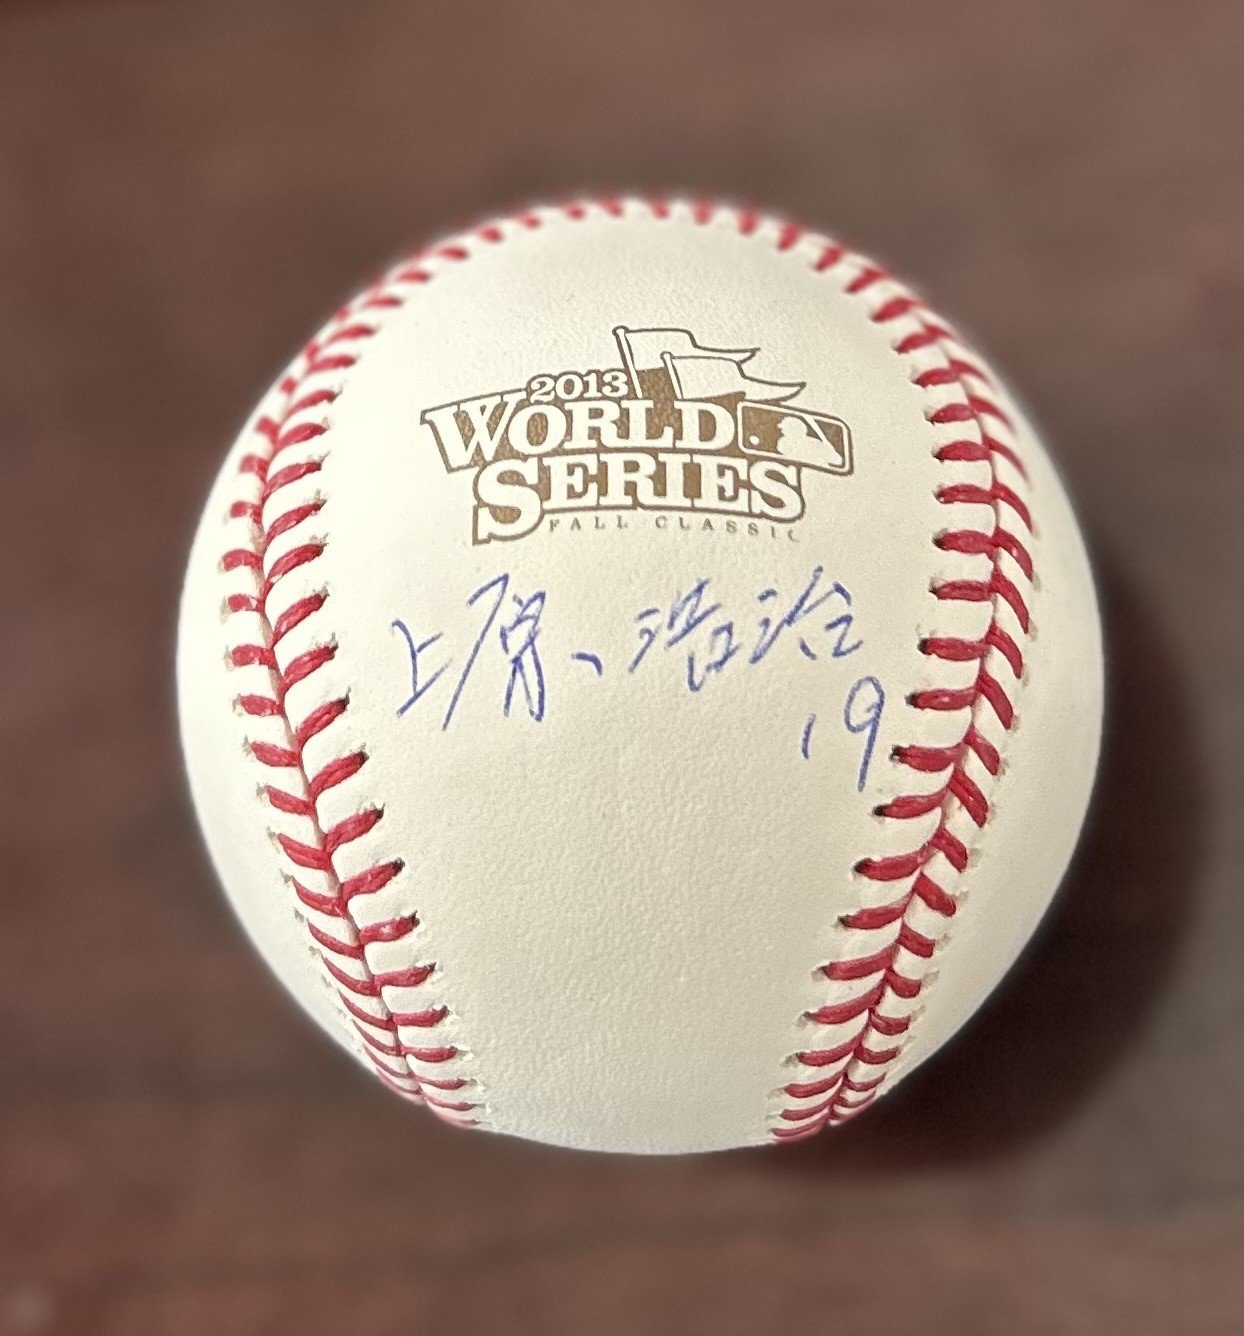 2013
WORLD
SERIES
FALL CLASSIC
上原、浩治
19